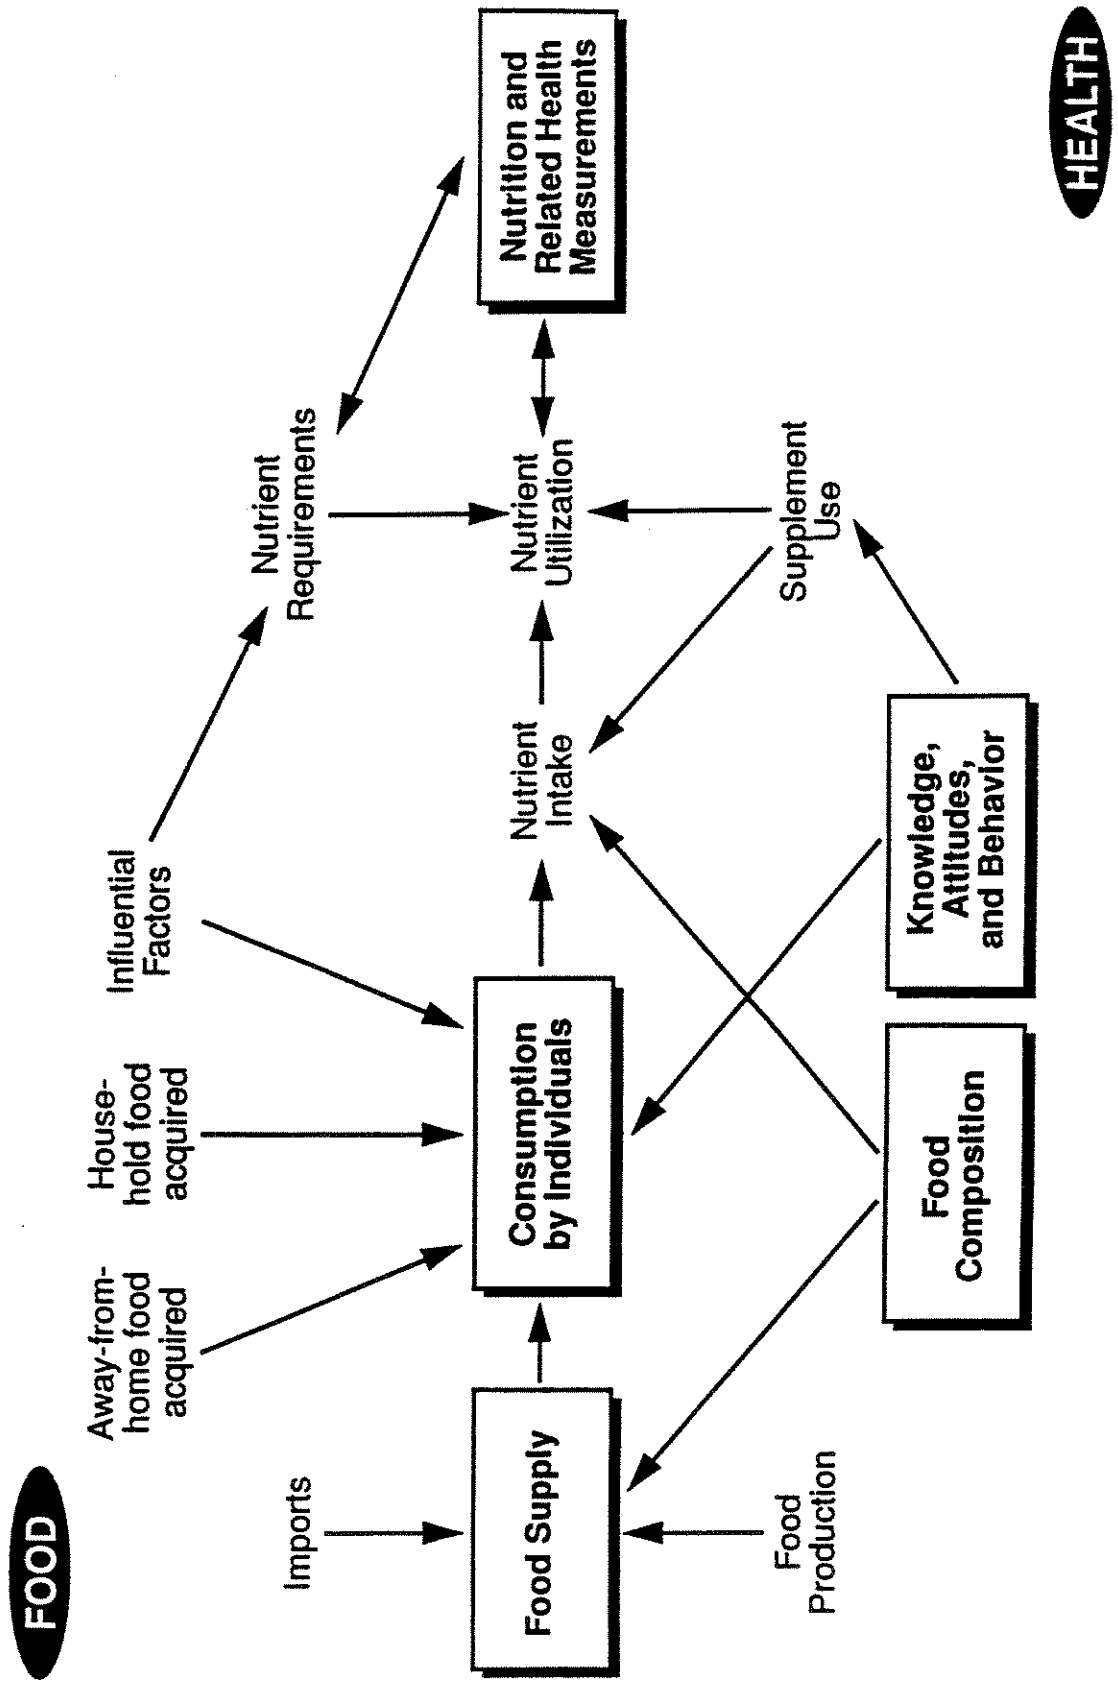 FOOD
Away-from-
home food
acquired
House-
hold food
acquired
Influential
Factors
Imports
Nutrient
Requirements
Food Supply
Consumption
by Individuals
Nutrient
Intake
Nutrient
Utilization
Nutrition and
Related Health
Measurements
Food
Production
Supplement
Use
Food
Composition
Knowledge,
Attitudes,
and Behavior
HEALTH